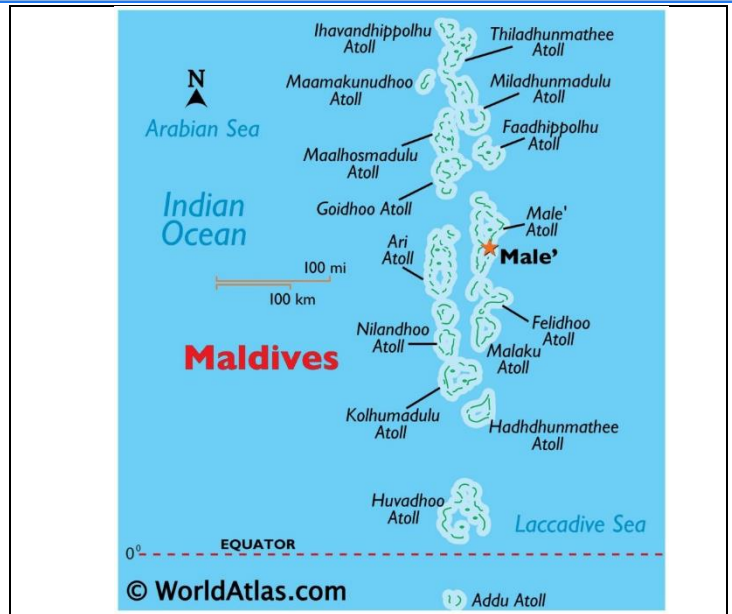 Ihavandhippolhu
Atoll
Thiladhunmathee
Atoll
N
Maamakunudhoo
Atoll
Miladhunmadulu
Atoll
Arabian Sea
Faadhippolhu
Atoll
Maalhosmadulu
Atoll
Goidhoo Atoll
Indian
Ocean
Male'
Atoll
Ari
Atoll
Male'
100 mi
100 km
Felidhoo
Atoll
Nilandhoo
Atoll
Malaku
Atoll
Maldives
Kolhumadulu
Atoll
Hadhdhunmathee
Atoll
Huvadhoo
Atoll
Laccadive Sea
EQUATOR
0°
© WorldAtlas.com
Addu Atoll